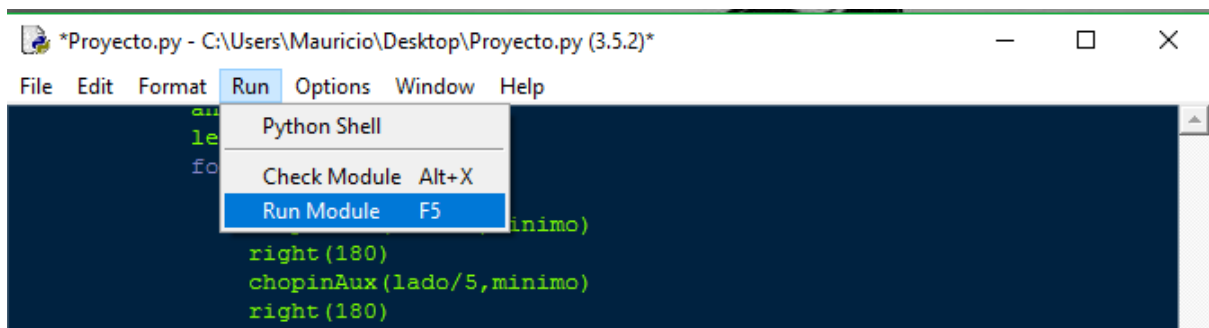 *Proyecto.py - C:\Users\Mauricio\Desktop\Proyecto.py (3.5.2)*
File Edit Format Run Options Window Help
Python Shell
Check Module Alt+X
Run Module F5
inimo)
right(180)
chopinAux(lado/5,minimo)
right(180)